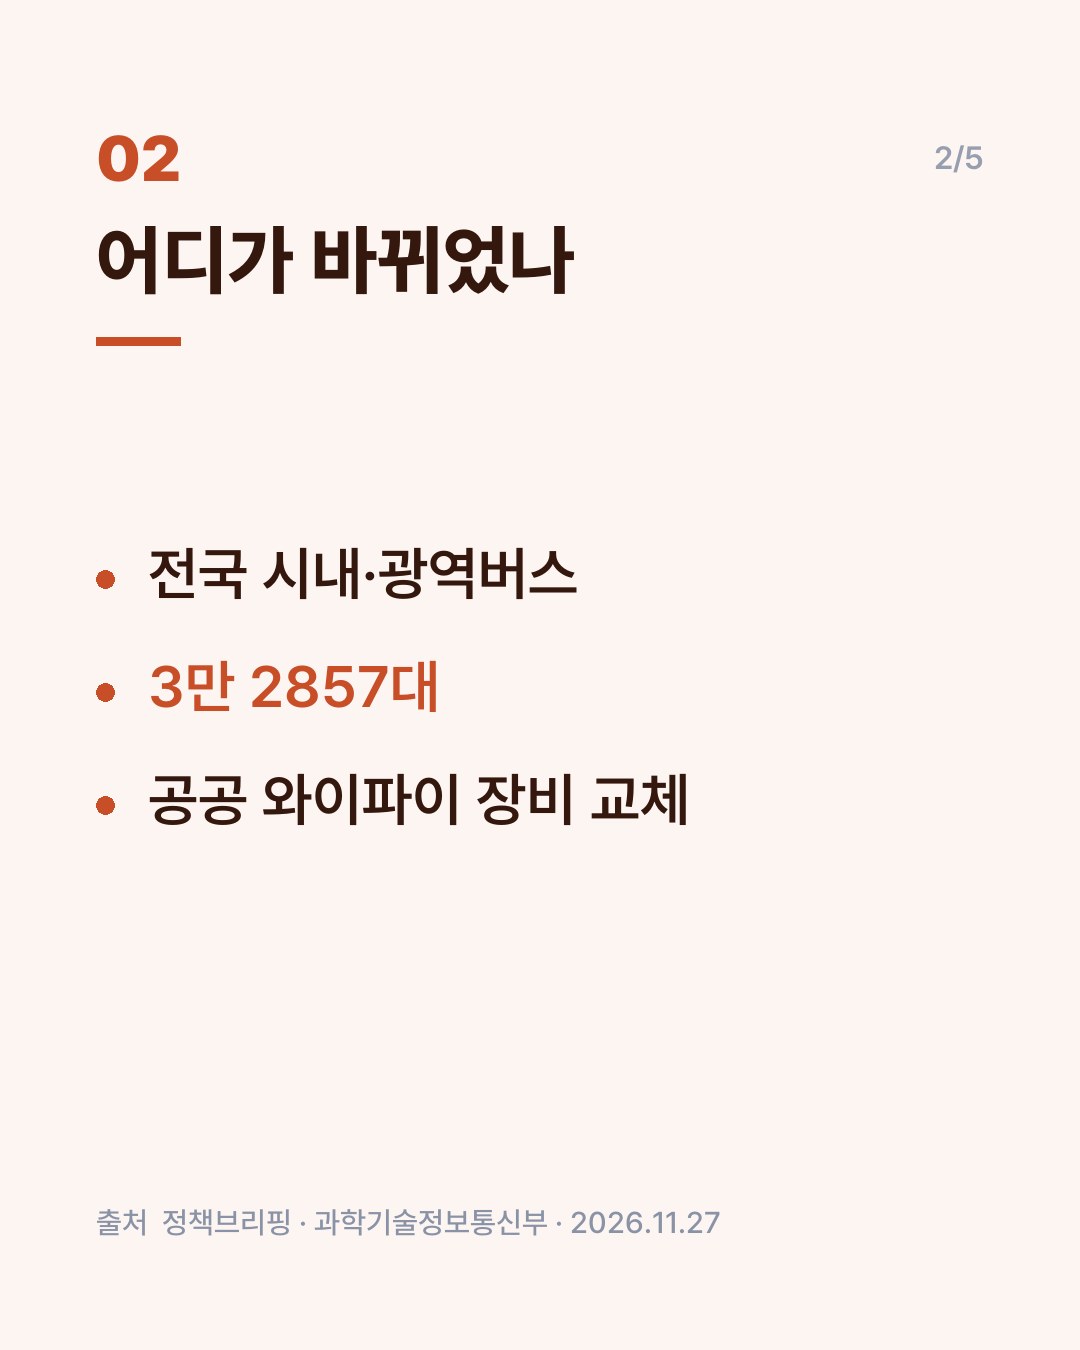 02
2/5
어디가 바뀌었나
전국 시내·광역버스
3만 2857대
공공 와이파이 장비 교체
출처 정책브리핑 · 과학기술정보통신부 · 2026.11.27